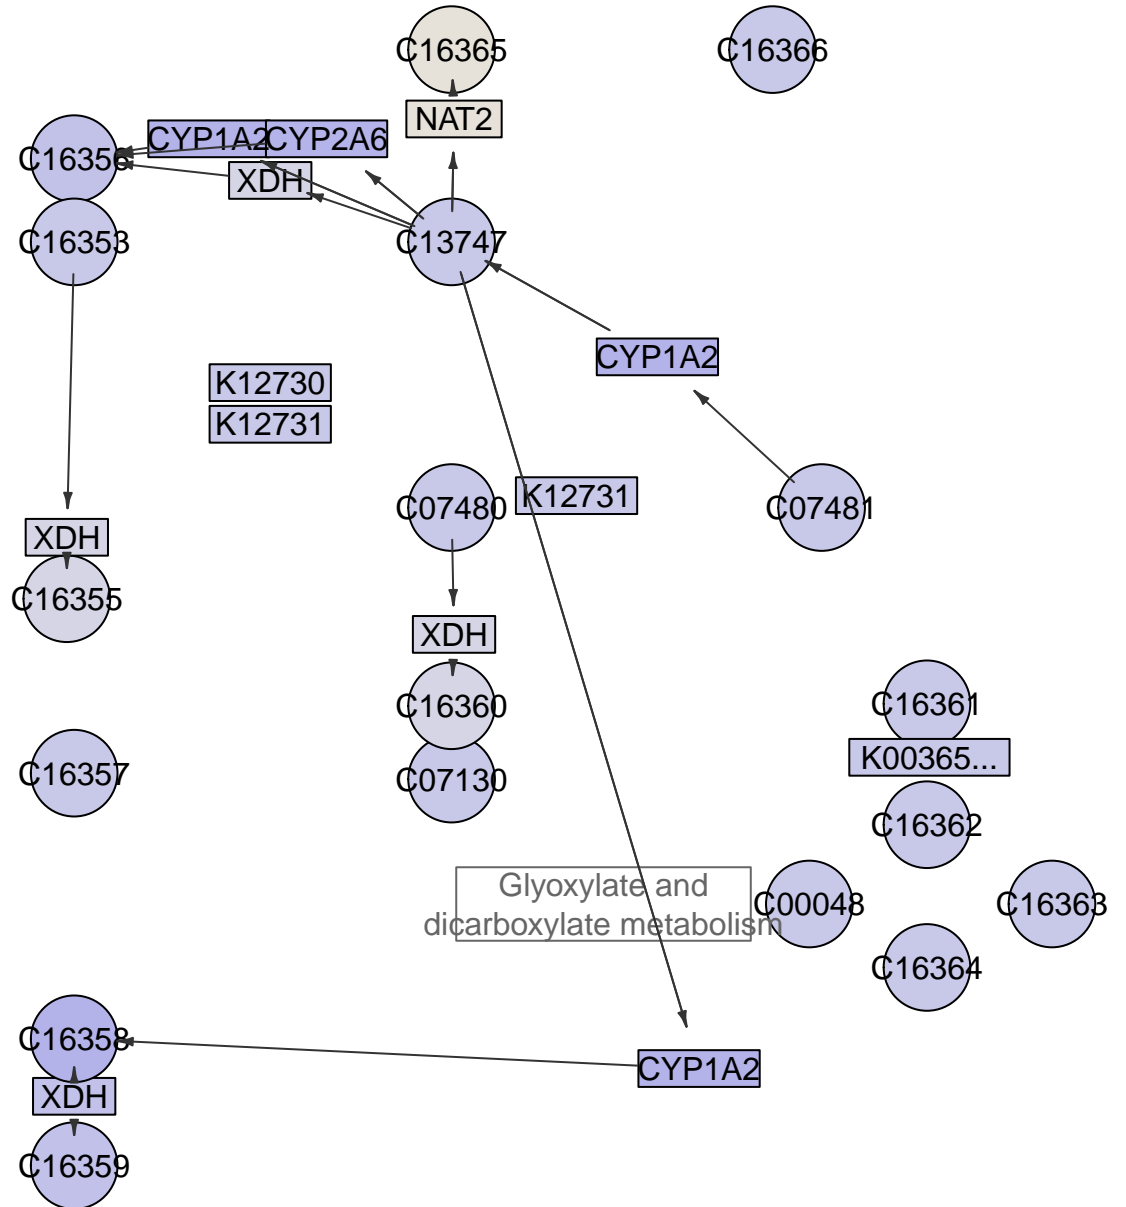 C16365
C16366
NAT2
CYP1A2
CYP2A6
C16356
XDH
C16353
C13747
CYP1A2
K12730
K12731
K12731
C07480
C07481
XDH
C16355
XDH
C16361
C16360
K00365...
C16357
C07130
C16362
Glyoxylate and
dicarboxylate metabolism
C00048
C16363
C16364
C16358
CYP1A2
XDH
C16359